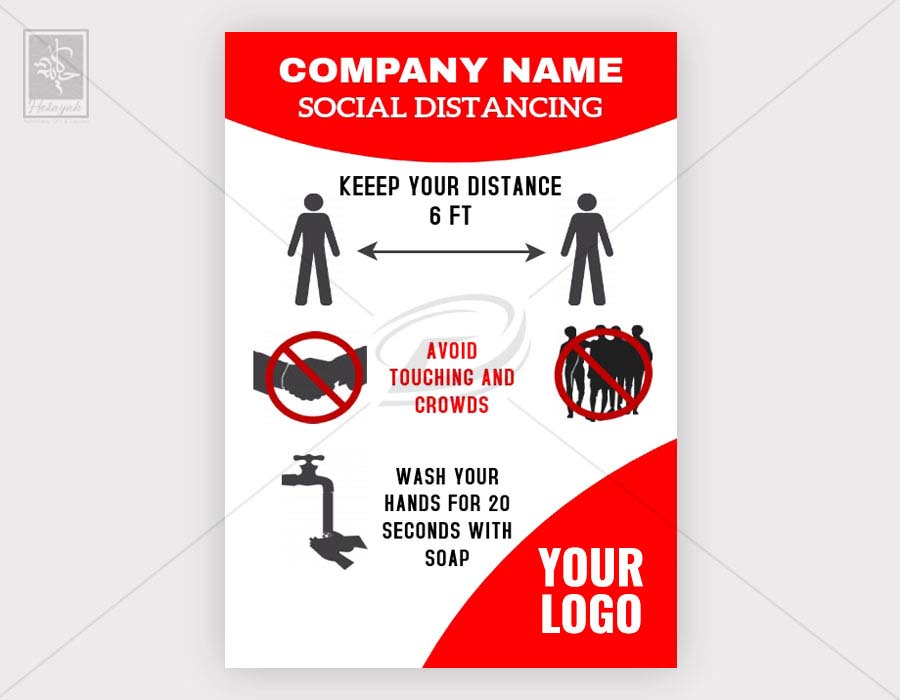 Hekayah
COMPANY NAME
SOCIAL DISTANCING
KEEEP YOUR DISTANCE
6 FT
AVOID
TOUCHING AND
CROWDS
WASH YOUR
HANDS FOR 20
SECONDS WITH
SOAP
YOUR
LOGO